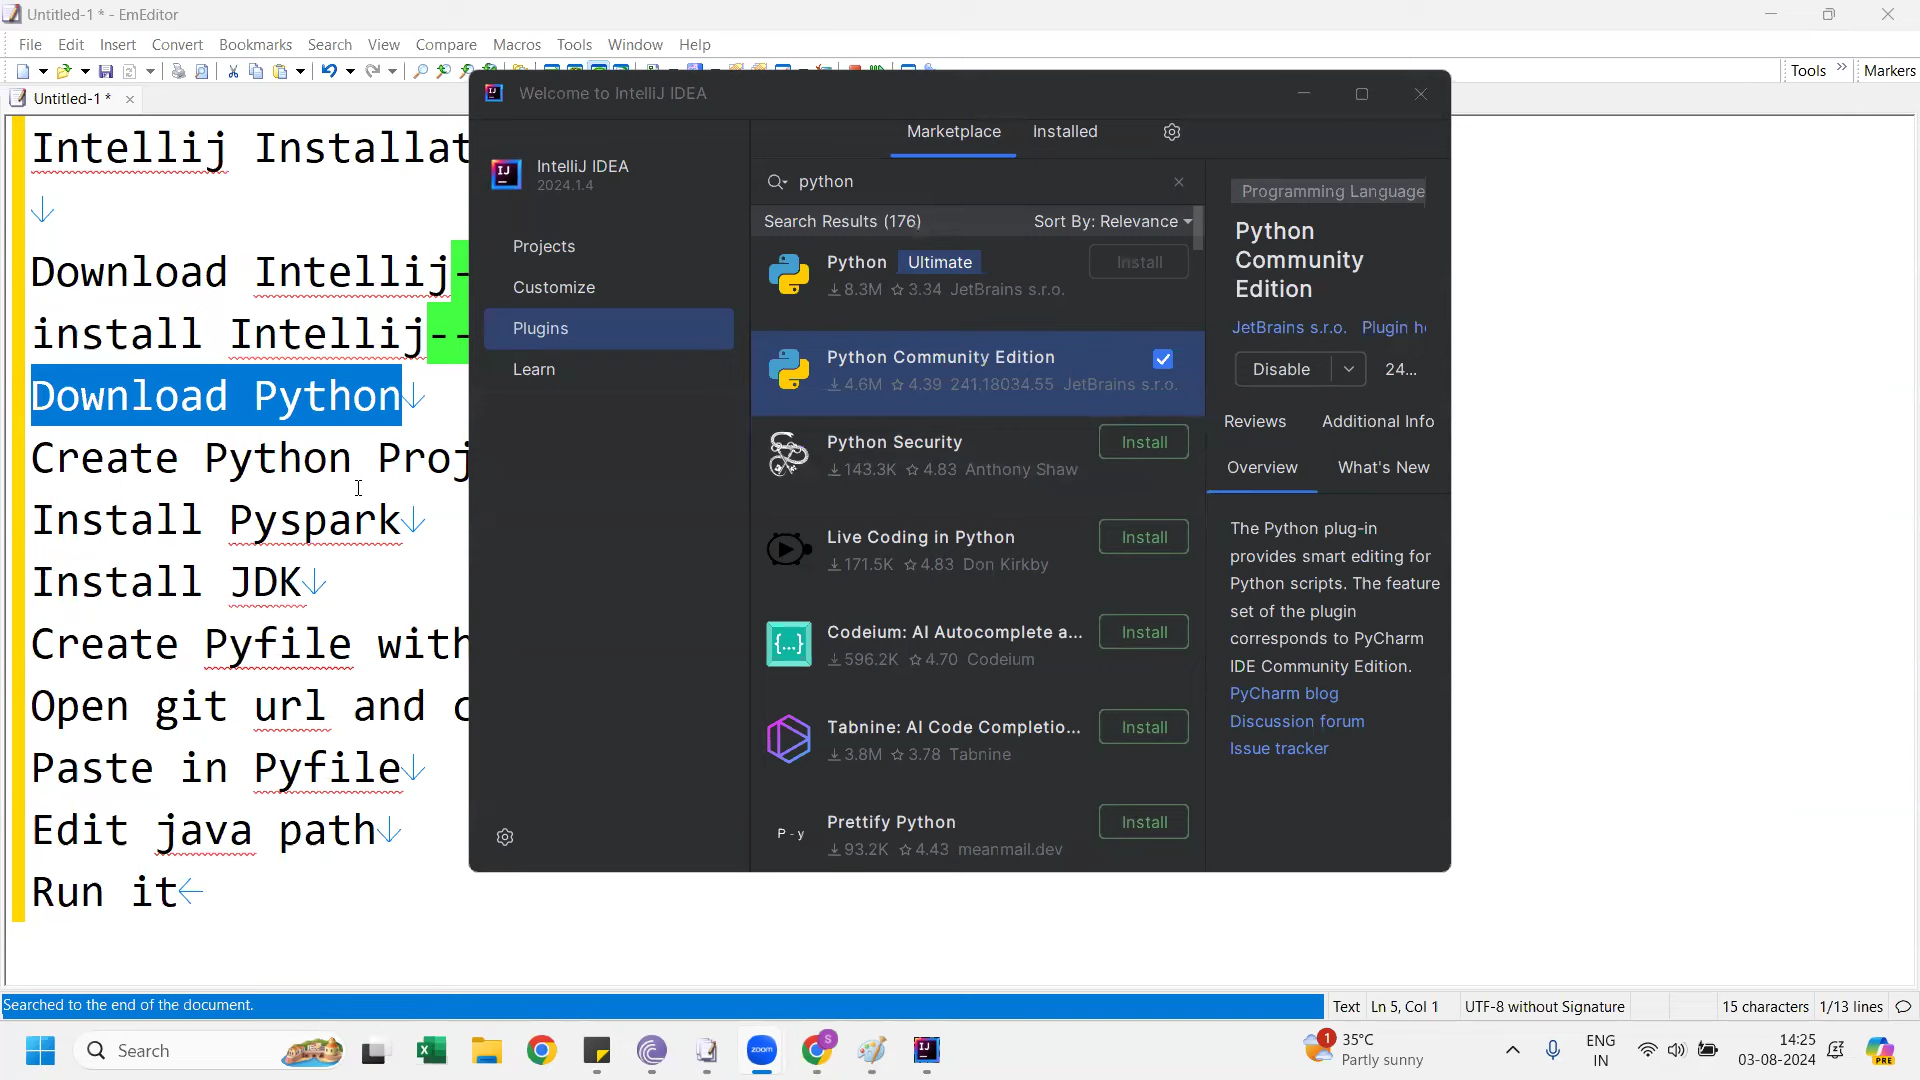 Untitled-1 * - EmEditor
File Edit Insert Convert Bookmarks Search View Compare Macros Tools Window Help
Tools » Markers
Untitled-1 *
Intellij Installat
Download Intellij-
install Intellij--
Download Python
Create Python Proj
Install Pyspark
Install JDK
Create Pyfile with
Open git url and c
Paste in Pyfile
Edit java path
Run it
Welcome to IntelliJ IDEA
IntelliJ IDEA
2024.1.4
Projects
Customize
Plugins
Learn
Marketplace Installed
python
Search Results (176) Sort By: Relevance
Python Ultimate Install
8.3M 3.34 JetBrains s.r.o.
Python Community Edition
4.6M 4.39 241.18034.55 JetBrains s.r.o.
Python Security Install
143.3K 4.83 Anthony Shaw
Live Coding in Python Install
171.5K 4.83 Don Kirkby
Codeium: AI Autocomplete a... Install
596.2K 4.70 Codeium
Tabnine: AI Code Completio... Install
3.8M 3.78 Tabnine
P - y
Prettify Python Install
93.2K 4.43 meanmail.dev
Programming Language
Python
Community
Edition
JetBrains s.r.o. Plugin h
Disable 24...
Reviews Additional Info
Overview What's New
The Python plug-in
provides smart editing for
Python scripts. The feature
set of the plugin
corresponds to PyCharm
IDE Community Edition.
PyCharm blog
Discussion forum
Issue tracker
Searched to the end of the document.
Text Ln 5, Col 1 UTF-8 without Signature 15 characters 1/13 lines
Search
zoom
S
1
35°C
Partly sunny
ENG
IN
14:25
03-08-2024
PRE